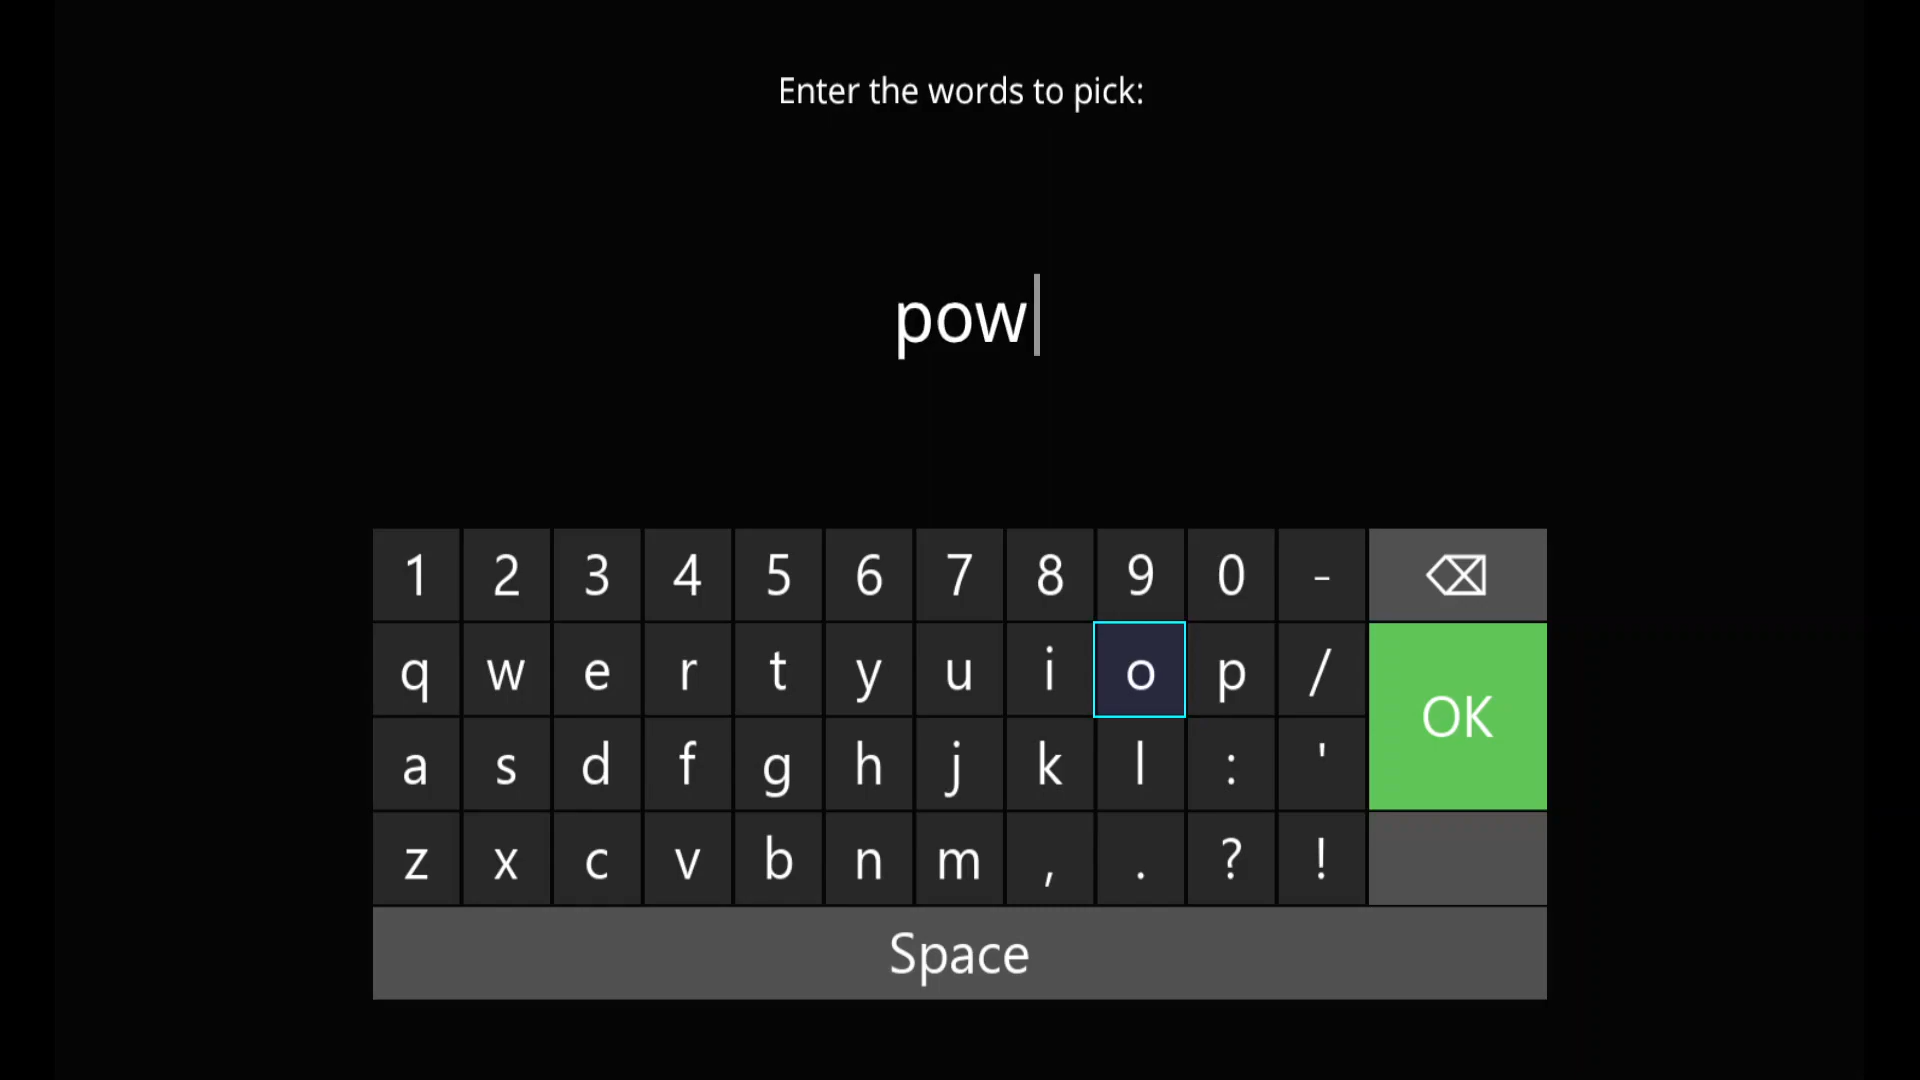 Enter the words to pick:
pow
1 2 3 4 5 6 7 8 9 0 - ⌫
q w e r t y u i o p /
OK
a s d f g h j k l : '
z x c v b n m , . ? !
Space